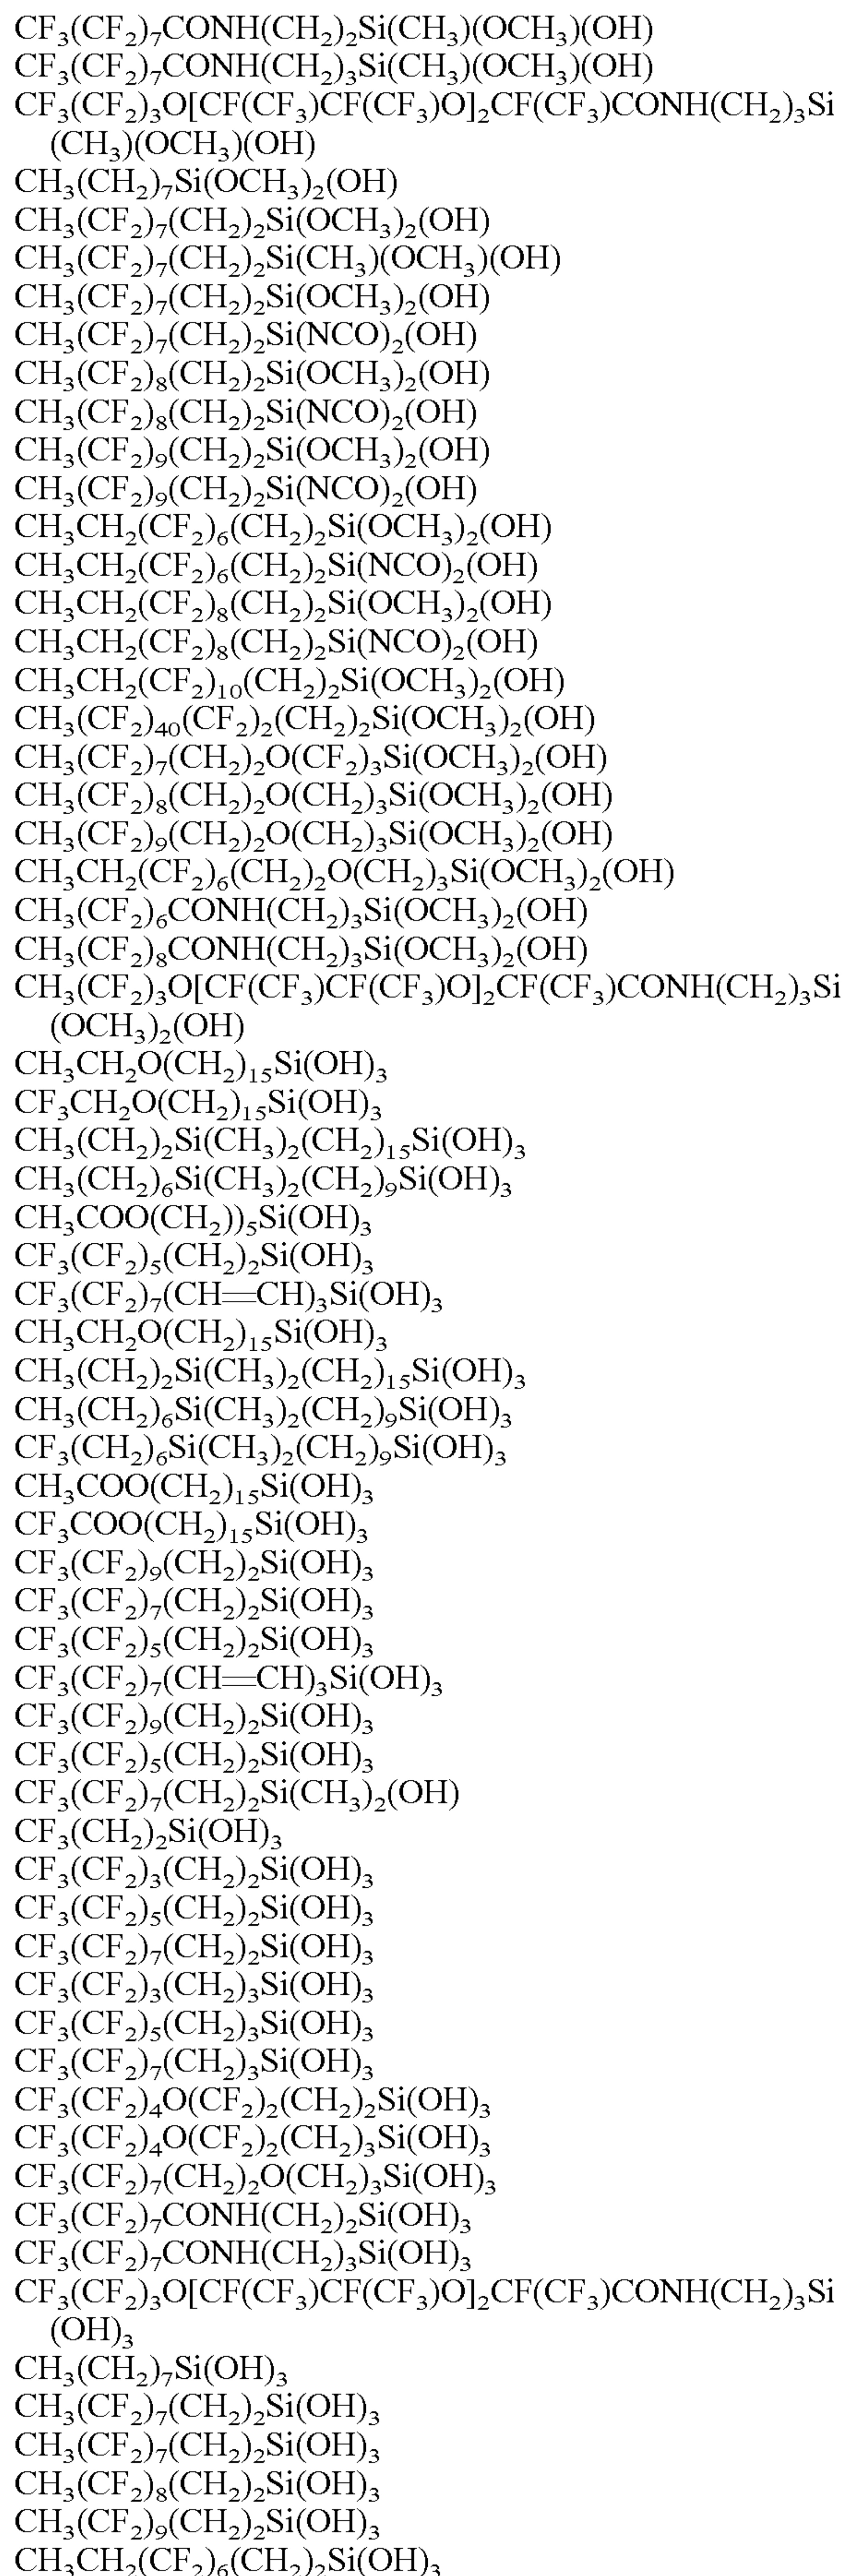 CF₃(CF₂)₇CONH(CH₂)₂Si(CH₃)(OCH₃)(OH)
CF₃(CF₂)₇CONH(CH₂)₃Si(CH₃)(OCH₃)(OH)
CF₃(CF₂)₃O[CF(CF₃)CF(CF₃)O]₂CF(CF₃)CONH(CH₂)₃Si
(CH₃)(OCH₃)(OH)
CH₃(CH₂)₇Si(OCH₃)₂(OH)
CH₃(CF₂)₇(CH₂)₂Si(OCH₃)₂(OH)
CH₃(CF₂)₇(CH₂)₂Si(CH₃)(OCH₃)(OH)
CH₃(CF₂)₇(CH₂)₂Si(OCH₃)₂(OH)
CH₃(CF₂)₇(CH₂)₂Si(NCO)₂(OH)
CH₃(CF₂)₈(CH₂)₂Si(OCH₃)₂(OH)
CH₃(CF₂)₈(CH₂)₂Si(NCO)₂(OH)
CH₃(CF₂)₉(CH₂)₂Si(OCH₃)₂(OH)
CH₃(CF₂)₉(CH₂)₂Si(NCO)₂(OH)
CH₃CH₂(CF₂)₆(CH₂)₂Si(OCH₃)₂(OH)
CH₃CH₂(CF₂)₆(CH₂)₂Si(NCO)₂(OH)
CH₃CH₂(CF₂)₈(CH₂)₂Si(OCH₃)₂(OH)
CH₃CH₂(CF₂)₈(CH₂)₂Si(NCO)₂(OH)
CH₃CH₂(CF₂)₁₀(CH₂)₂Si(OCH₃)₂(OH)
CH₃(CF₂)₄₀(CF₂)₂(CH₂)₂Si(OCH₃)₂(OH)
CH₃(CF₂)₇(CH₂)₂O(CF₂)₃Si(OCH₃)₂(OH)
CH₃(CF₂)₈(CH₂)₂O(CH₂)₃Si(OCH₃)₂(OH)
CH₃(CF₂)₉(CH₂)₂O(CH₂)₃Si(OCH₃)₂(OH)
CH₃CH₂(CF₂)₆(CH₂)₂O(CH₂)₃Si(OCH₃)₂(OH)
CH₃(CF₂)₆CONH(CH₂)₃Si(OCH₃)₂(OH)
CH₃(CF₂)₈CONH(CH₂)₃Si(OCH₃)₂(OH)
CH₃(CF₂)₃O[CF(CF₃)CF(CF₃)O]₂CF(CF₃)CONH(CH₂)₃Si
(OCH₃)₂(OH)
CH₃CH₂O(CH₂)₁₅Si(OH)₃
CF₃CH₂O(CH₂)₁₅Si(OH)₃
CH₃(CH₂)₂Si(CH₃)₂(CH₂)₁₅Si(OH)₃
CH₃(CH₂)₆Si(CH₃)₂(CH₂)₉Si(OH)₃
CH₃COO(CH₂))₅Si(OH)₃
CF₃(CF₂)₅(CH₂)₂Si(OH)₃
CF₃(CF₂)₇(CH=CH)₃Si(OH)₃
CH₃CH₂O(CH₂)₁₅Si(OH)₃
CH₃(CH₂)₂Si(CH₃)₂(CH₂)₁₅Si(OH)₃
CH₃(CH₂)₆Si(CH₃)₂(CH₂)₉Si(OH)₃
CF₃(CH₂)₆Si(CH₃)₂(CH₂)₉Si(OH)₃
CH₃COO(CH₂)₁₅Si(OH)₃
CF₃COO(CH₂)₁₅Si(OH)₃
CF₃(CF₂)₉(CH₂)₂Si(OH)₃
CF₃(CF₂)₇(CH₂)₂Si(OH)₃
CF₃(CF₂)₅(CH₂)₂Si(OH)₃
CF₃(CF₂)₇(CH=CH)₃Si(OH)₃
CF₃(CF₂)₉(CH₂)₂Si(OH)₃
CF₃(CF₂)₅(CH₂)₂Si(OH)₃
CF₃(CF₂)₇(CH₂)₂Si(CH₃)₂(OH)
CF₃(CH₂)₂Si(OH)₃
CF₃(CF₂)₃(CH₂)₂Si(OH)₃
CF₃(CF₂)₅(CH₂)₂Si(OH)₃
CF₃(CF₂)₇(CH₂)₂Si(OH)₃
CF₃(CF₂)₃(CH₂)₃Si(OH)₃
CF₃(CF₂)₅(CH₂)₃Si(OH)₃
CF₃(CF₂)₇(CH₂)₃Si(OH)₃
CF₃(CF₂)₄O(CF₂)₂(CH₂)₂Si(OH)₃
CF₃(CF₂)₄O(CF₂)₂(CH₂)₃Si(OH)₃
CF₃(CF₂)₇(CH₂)₂O(CH₂)₃Si(OH)₃
CF₃(CF₂)₇CONH(CH₂)₂Si(OH)₃
CF₃(CF₂)₇CONH(CH₂)₃Si(OH)₃
CF₃(CF₂)₃O[CF(CF₃)CF(CF₃)O]₂CF(CF₃)CONH(CH₂)₃Si
(OH)₃
CH₃(CH₂)₇Si(OH)₃
CH₃(CF₂)₇(CH₂)₂Si(OH)₃
CH₃(CF₂)₇(CH₂)₂Si(OH)₃
CH₃(CF₂)₈(CH₂)₂Si(OH)₃
CH₃(CF₂)₉(CH₂)₂Si(OH)₃
CH₃CH₂(CF₂)₆(CH₂)₂Si(OH)₃